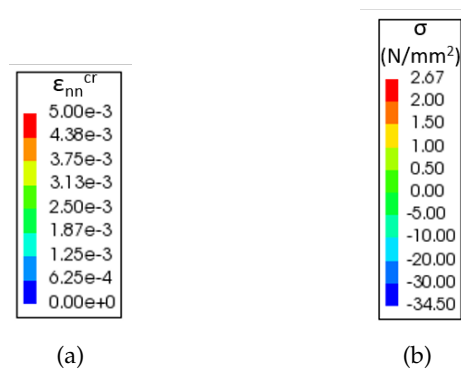 εnn^cr
5.00e-3
4.38e-3
3.75e-3
3.13e-3
2.50e-3
1.87e-3
1.25e-3
6.25e-4
0.00e+0
(a)
σ
(N/mm²)
2.67
2.00
1.50
1.00
0.50
0.00
-5.00
-10.00
-20.00
-30.00
-34.50
(b)